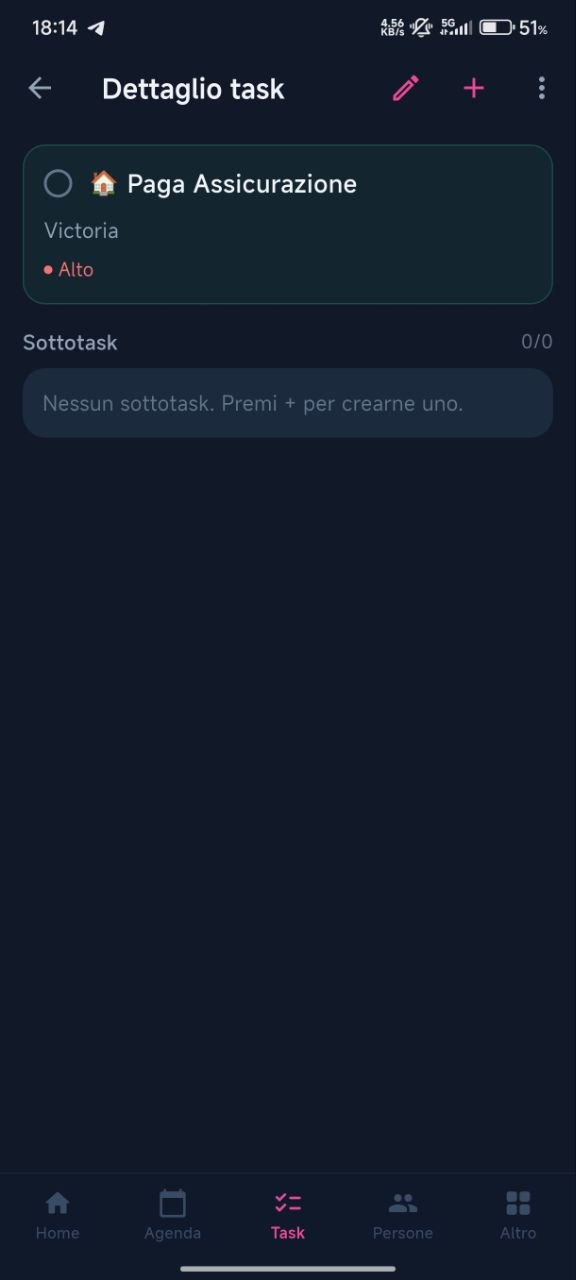 18:14
4,56 KB/s 5G 51%
Dettaglio task
🏠 Paga Assicurazione
Victoria
Alto
Sottotask 0/0
Nessun sottotask. Premi + per crearne uno.
Home Agenda Task Persone Altro